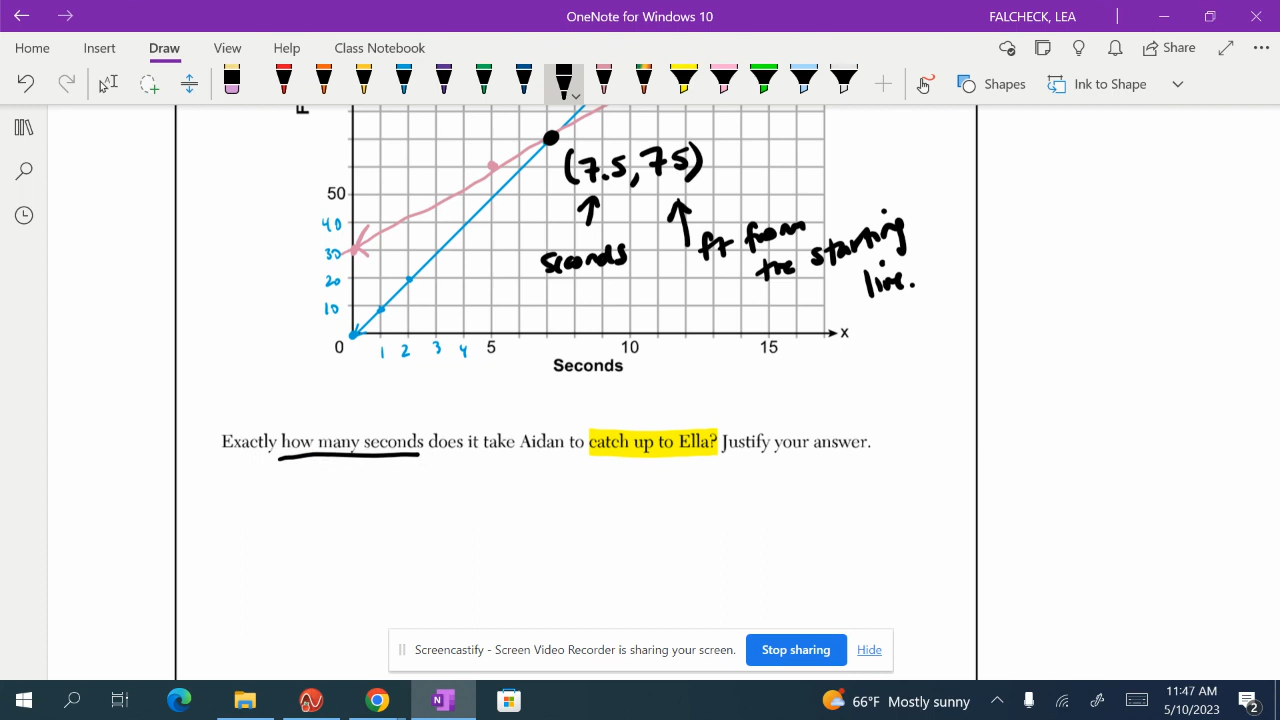 OneNote for Windows 10
FALCHECK, LEA
Home Insert Draw View Help Class Notebook
Share
Shapes
Ink to Shape
50
40
30
20
10
0
1 2 3 4 5 10 15 x
Seconds
(7.5, 75)
seconds
ft from
the starting
line.
Exactly how many seconds does it take Aidan to catch up to Ella? Justify your answer.
Screencastify - Screen Video Recorder is sharing your screen. Stop sharing Hide
66°F Mostly sunny
11:47 AM
5/10/2023
2